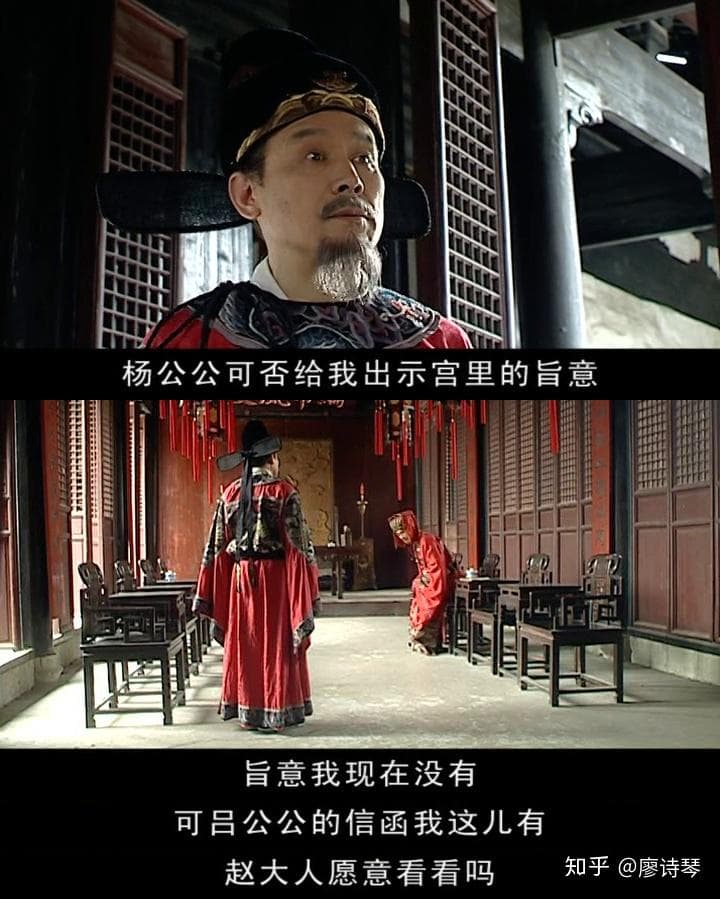 杨公公可否给我出示宫里的旨意
旨意我现在没有
可吕公公的信函我这儿有
赵大人愿意看看吗
知乎 @廖诗琴